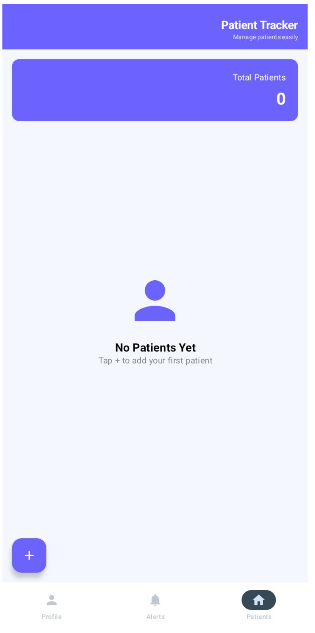 Patient Tracker
Manage patients easily
Total Patients
0
No Patients Yet
Tap + to add your first patient
+
Profile
Alerts
Patients